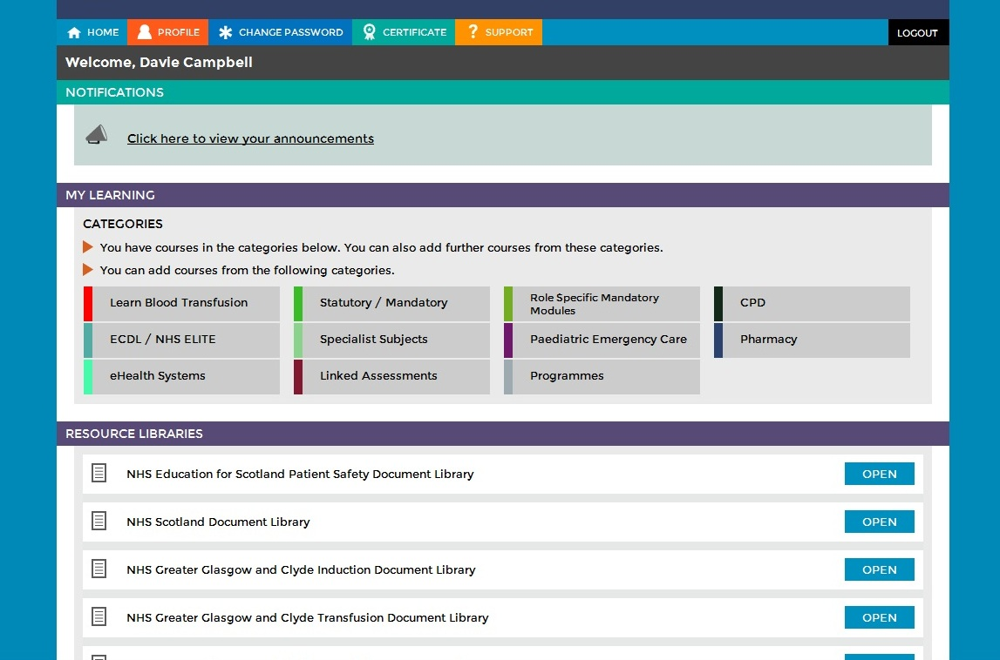 HOME PROFILE CHANGE PASSWORD CERTIFICATE ? SUPPORT LOGOUT
Welcome, Davie Campbell
NOTIFICATIONS
Click here to view your announcements
MY LEARNING
CATEGORIES
You have courses in the categories below. You can also add further courses from these categories.
You can add courses from the following categories.
Learn Blood Transfusion
Statutory / Mandatory
Role Specific Mandatory
Modules
CPD
ECDL / NHS ELITE
Specialist Subjects
Paediatric Emergency Care
Pharmacy
eHealth Systems
Linked Assessments
Programmes
RESOURCE LIBRARIES
NHS Education for Scotland Patient Safety Document Library OPEN
NHS Scotland Document Library OPEN
NHS Greater Glasgow and Clyde Induction Document Library OPEN
NHS Greater Glasgow and Clyde Transfusion Document Library OPEN